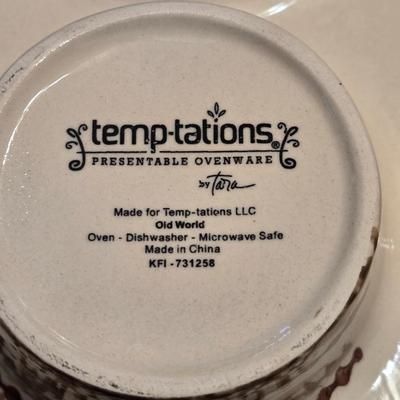 temp-tations®
PRESENTABLE OVENWARE
by Tara
Made for Temp-tations LLC
Old World
Oven - Dishwasher - Microwave Safe
Made in China
KFI - 731258